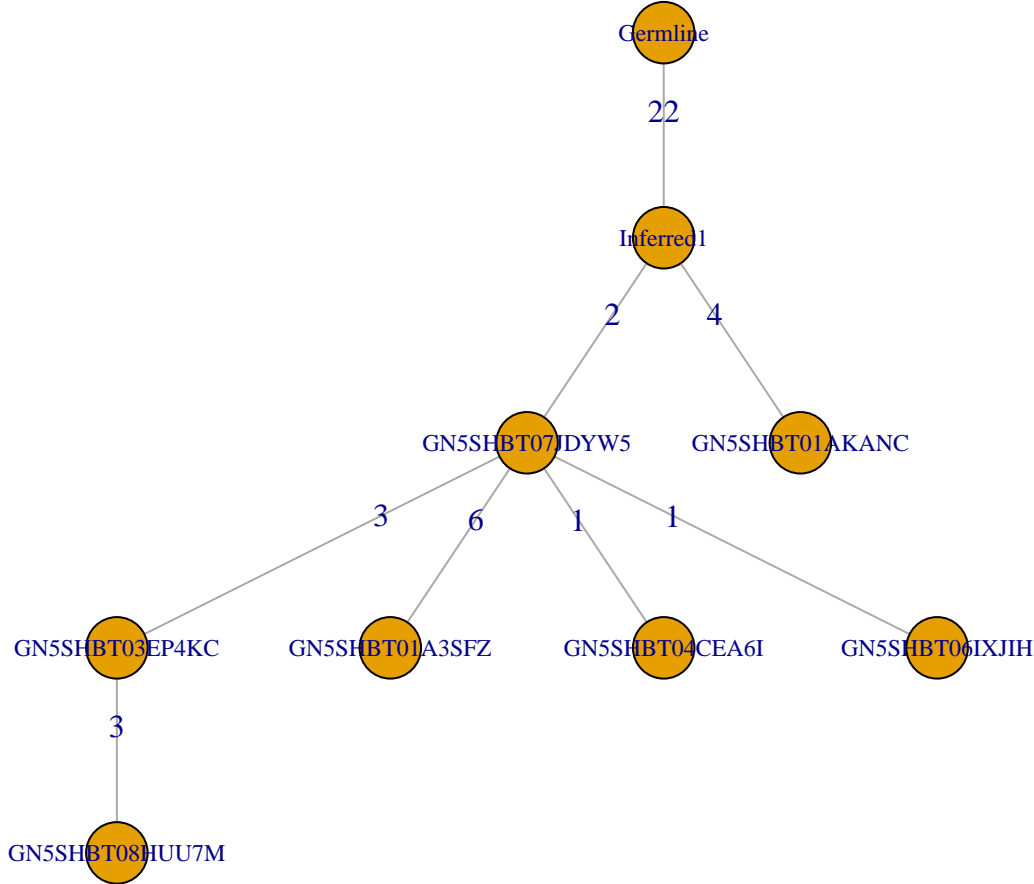 Germline
22
Inferred1
2
4
GN5SHBT07JDYW5
GN5SHBT01AKANC
3
6
1
1
GN5SHBT03EP4KC
GN5SHBT01A3SFZ
GN5SHBT04CEA6I
GN5SHBT06IXJIH
3
GN5SHBT08HUU7M